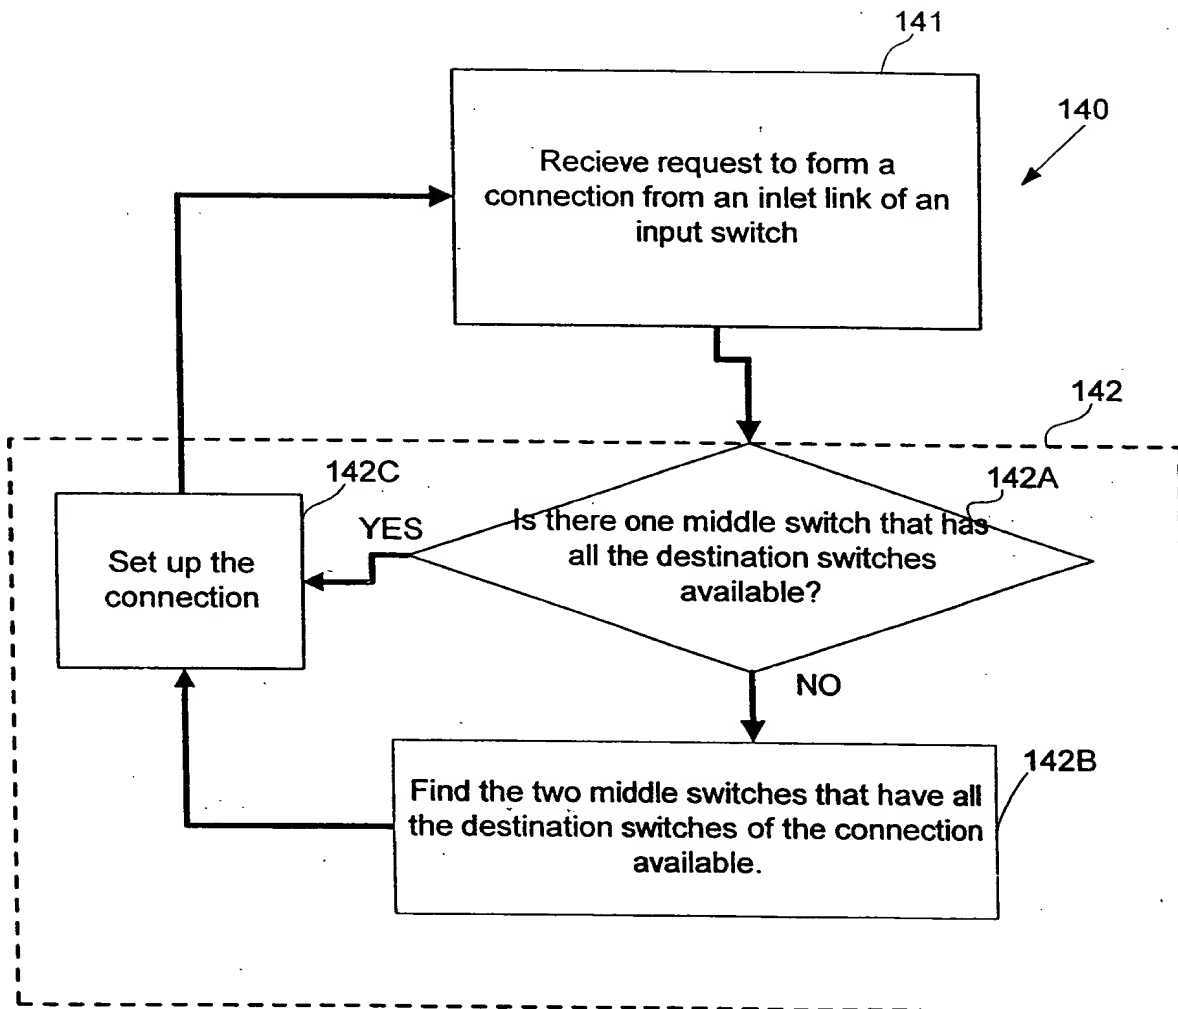 141
140
Recieve request to form a
connection from an inlet link of an
input switch
142
142C
142A
YES
Is there one middle switch that has
all the destination switches
available?
Set up the
connection
NO
142B
Find the two middle switches that have all
the destination switches of the connection
available.